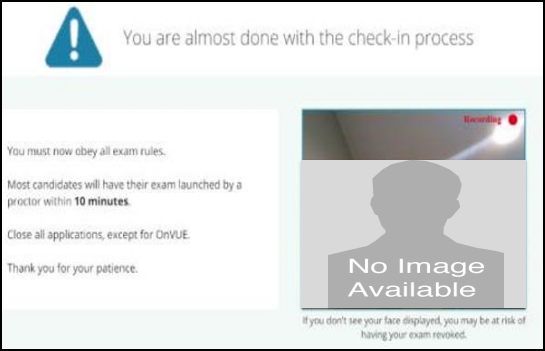 You are almost done with the check-in process
Recording
You must now obey all exam rules.
Most candidates will have their exam launched by a
proctor within 10 minutes.
Close all applications, except for OnVUE.
Thank you for your patience.
No Image
Available
If you don't see your face displayed, you may be at risk of
having your exam revoked.